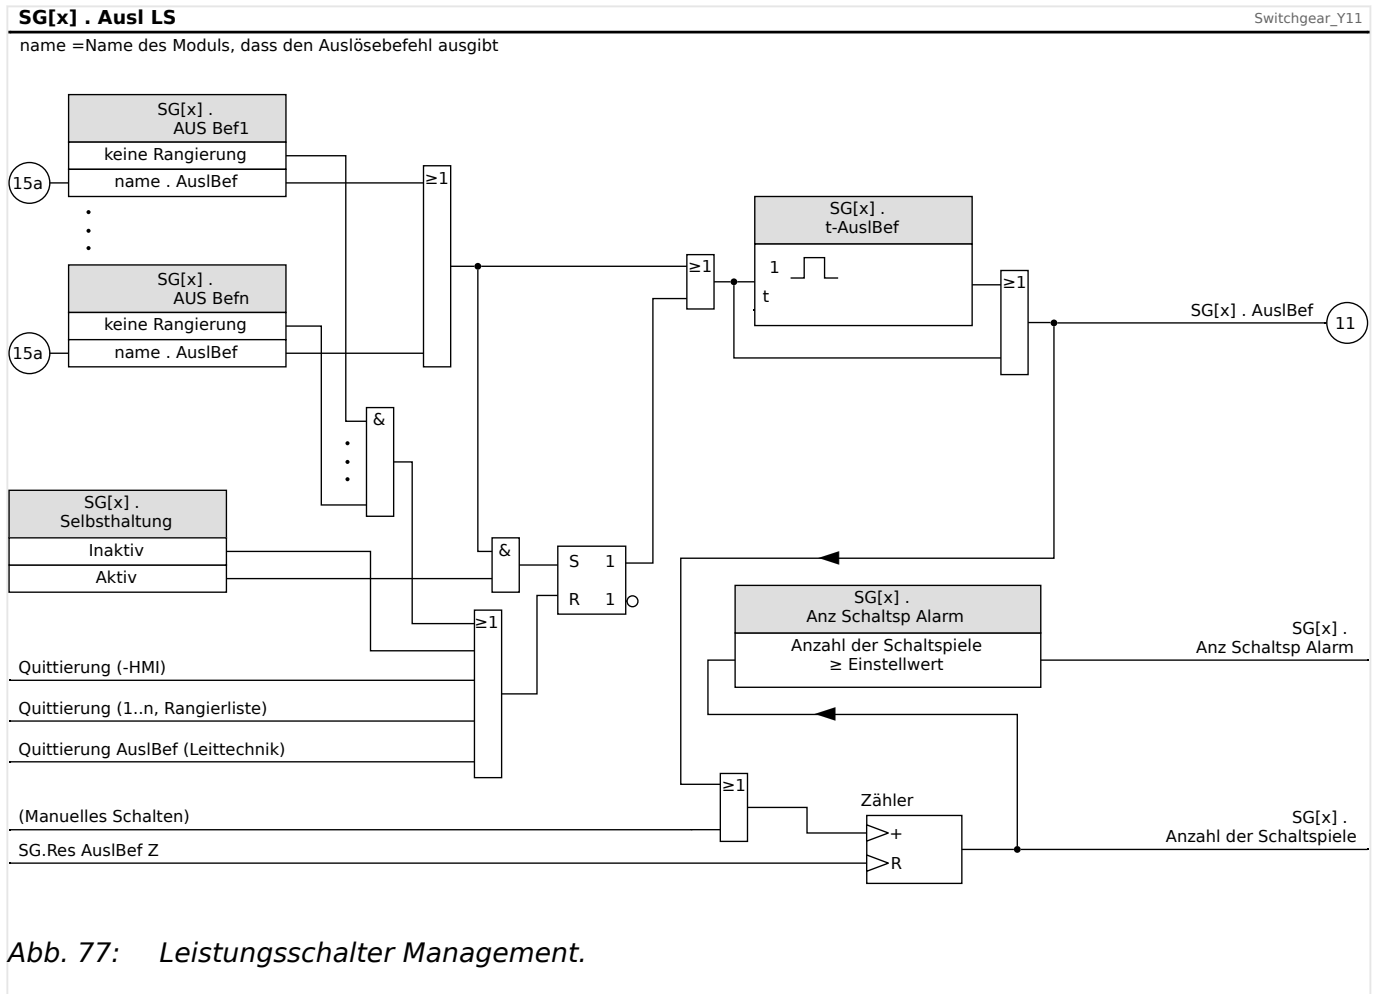 SG[x] . Ausl LS
Switchgear_Y11
name =Name des Moduls, dass den Auslösebefehl ausgibt
SG[x] .
AUS Bef1
keine Rangierung
15a
name . AuslBef
≥1
SG[x] .
t-AuslBef
1
t
≥1
≥1
SG[x] .
AUS Befn
keine Rangierung
15a
name . AuslBef
SG[x] . AuslBef
11
&
SG[x] .
Selbsthaltung
Inaktiv
Aktiv
&
S 1
R 1
≥1
SG[x] .
Anz Schaltsp Alarm
Anzahl der Schaltspiele
≥ Einstellwert
SG[x] .
Anz Schaltsp Alarm
Quittierung (-HMI)
Quittierung (1..n, Rangierliste)
Quittierung AuslBef (Leittechnik)
≥1
(Manuelles Schalten)
SG.Res AuslBef Z
Zähler
+
R
SG[x] .
Anzahl der Schaltspiele
Abb. 77: Leistungsschalter Management.